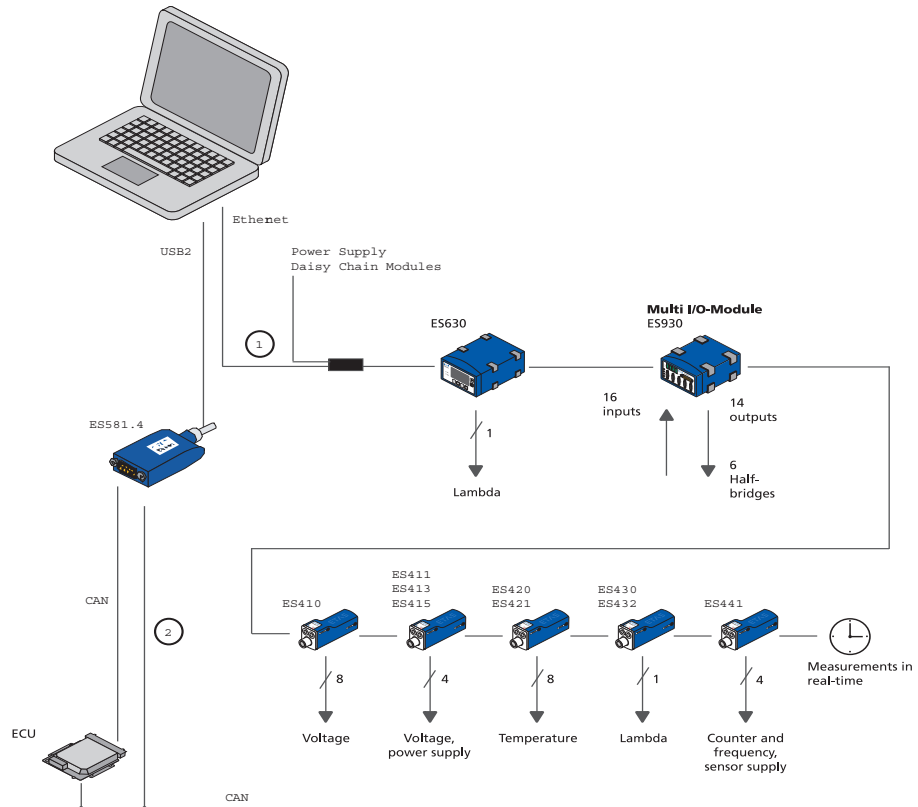 Ethernet
USB2
Power Supply
Daisy Chain Modules
1
ES630
Multi I/O-Module
ES930
16
inputs
14
outputs
1
Lambda
6
Half-
bridges
ES581.4
CAN
2
ES410
ES411
ES413
ES415
ES420
ES421
ES430
ES432
ES441
Measurements in
real-time
8
4
8
1
4
Voltage
Voltage,
power supply
Temperature
Lambda
Counter and
frequency,
sensor supply
ECU
CAN